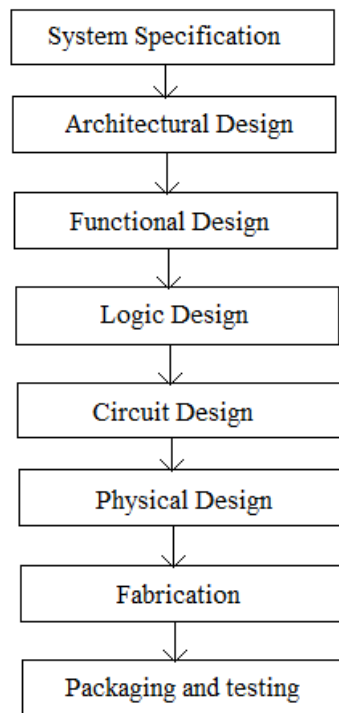 System Specification
Architectural Design
Functional Design
Logic Design
Circuit Design
Physical Design
Fabrication
Packaging and testing